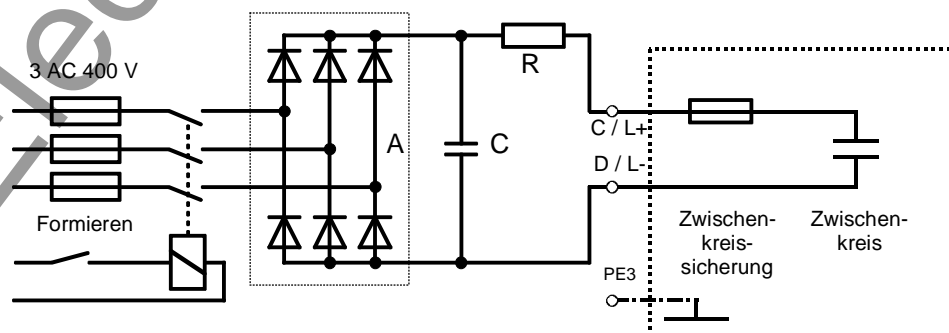 3 AC 400 V
A
C
R
C / L+
D / L-
Formieren
Zwischen-
kreis-
sicherung
Zwischen-
kreis
PE3